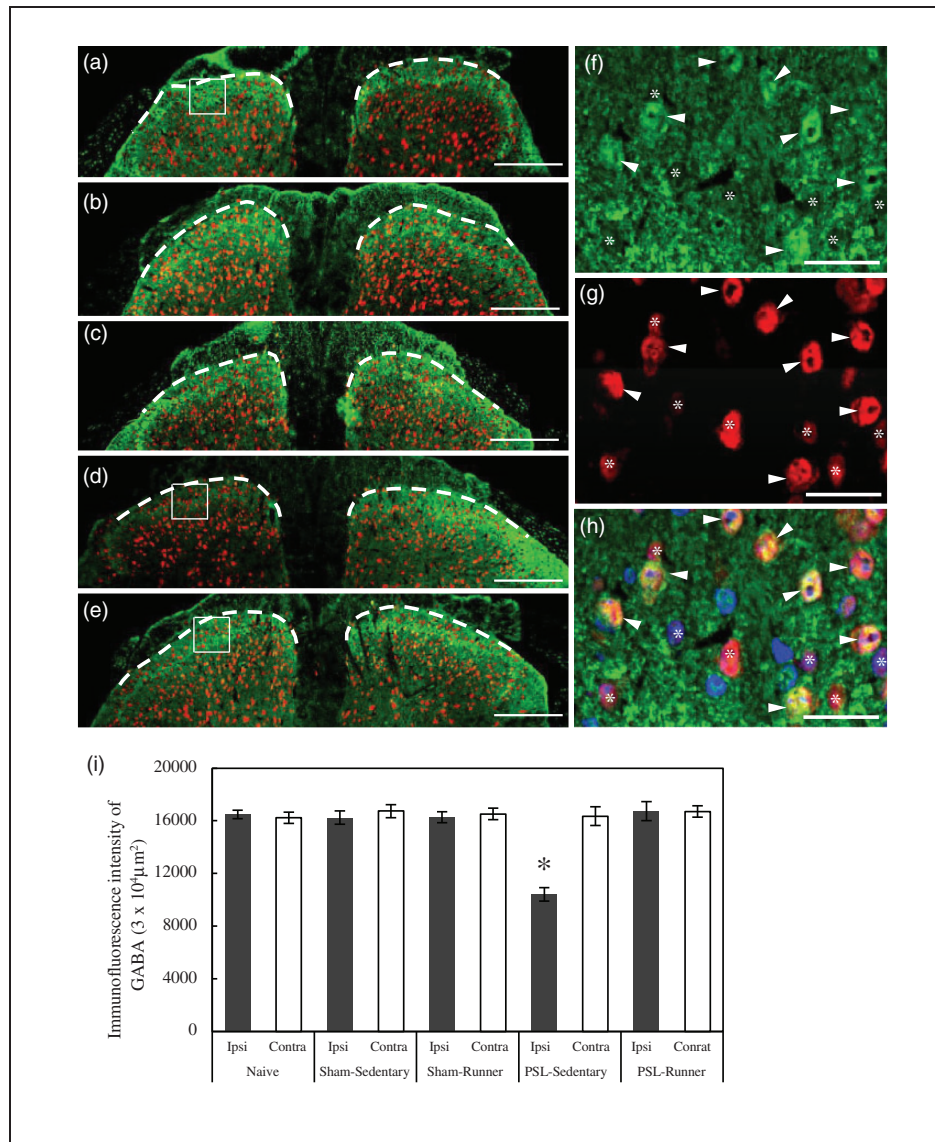 (a)
(b)
(c)
(d)
(e)
(f)
(g)
(h)
(i)
Immunofluorescence intensity of
GABA (3 x 10⁴μm²)
20000
16000
12000
8000
4000
0
*
Ipsi Contra Ipsi Contra Ipsi Contra Ipsi Contra Ipsi Conrat
Naive Sham-Sedentary Sham-Runner PSL-Sedentary PSL-Runner